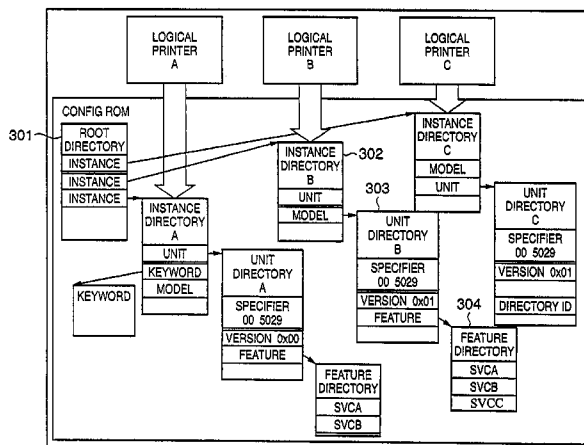 LOGICAL
PRINTER
A
LOGICAL
PRINTER
B
LOGICAL
PRINTER
C
CONFIG ROM
301
ROOT
DIRECTORY
INSTANCE
INSTANCE
INSTANCE
INSTANCE
DIRECTORY
A
UNIT
KEYWORD
MODEL
KEYWORD
UNIT
DIRECTORY
A
SPECIFIER
00 5029
VERSION 0x00
FEATURE
FEATURE
DIRECTORY
SVCA
SVCB
302
INSTANCE
DIRECTORY
B
UNIT
MODEL
303
UNIT
DIRECTORY
B
SPECIFIER
00 5029
VERSION 0x01
FEATURE
304
FEATURE
DIRECTORY
SVCA
SVCB
SVCC
INSTANCE
DIRECTORY
C
MODEL
UNIT
UNIT
DIRECTORY
C
SPECIFIER
00 5029
VERSION 0x01
DIRECTORY ID